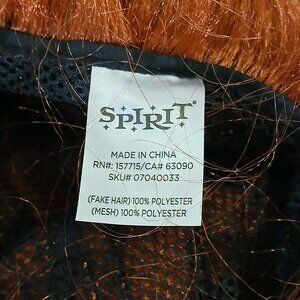 SPIRIT
MADE IN CHINA
RN#: 157715/CA# 63090
SKU# 07040033
(FAKE HAIR) 100% POLYESTER
(MESH) 100% POLYESTER